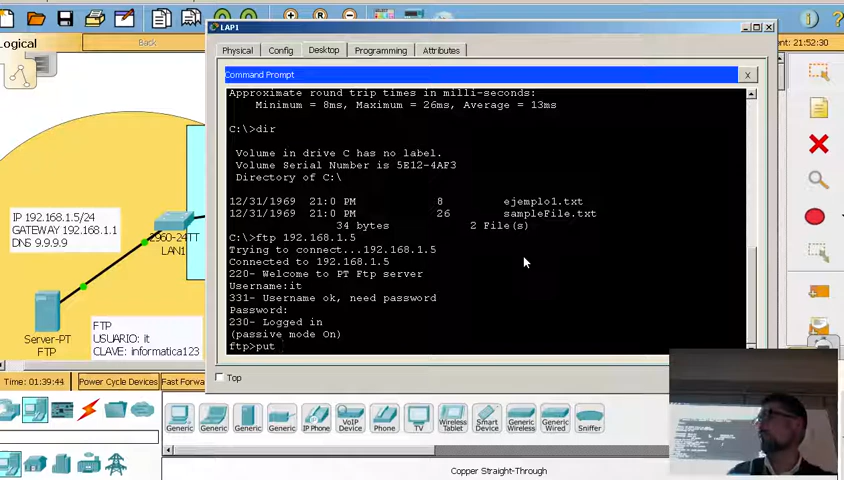 LAP1
Logical
Back
21:52:30
Physical
Config
Desktop
Programming
Attributes
Command Prompt
X
Approximate round trip times in milli-seconds:
Minimum = 8ms, Maximum = 26ms, Average = 13ms
C:\>dir
Volume in drive C has no label.
Volume Serial Number is 5E12-4AF3
Directory of C:\
12/31/1969 21:0 PM 8 ejemplo1.txt
12/31/1969 21:0 PM 26 sampleFile.txt
34 bytes 2 File(s)
C:\>ftp 192.168.1.5
Trying to connect...192.168.1.5
Connected to 192.168.1.5
220- Welcome to PT Ftp server
Username:it
331- Username ok, need password
Password:
230- Logged in
(passive mode On)
ftp>put
Top
IP 192.168.1.5/24
GATEWAY 192.168.1.1
DNS 9.9.9.9
2960-24TT
LAN1
Server-PT
FTP
FTP
USUARIO: it
CLAVE: informatica123
Time: 01:39:44
Power Cycle Devices
Fast Forw
Generic
Generic
Generic
IP Phone
VoIP Device
Phone
TV
Wireless Tablet
Smart Device
Generic Wireless
Generic Wired
Sniffer
Copper Straight-Through